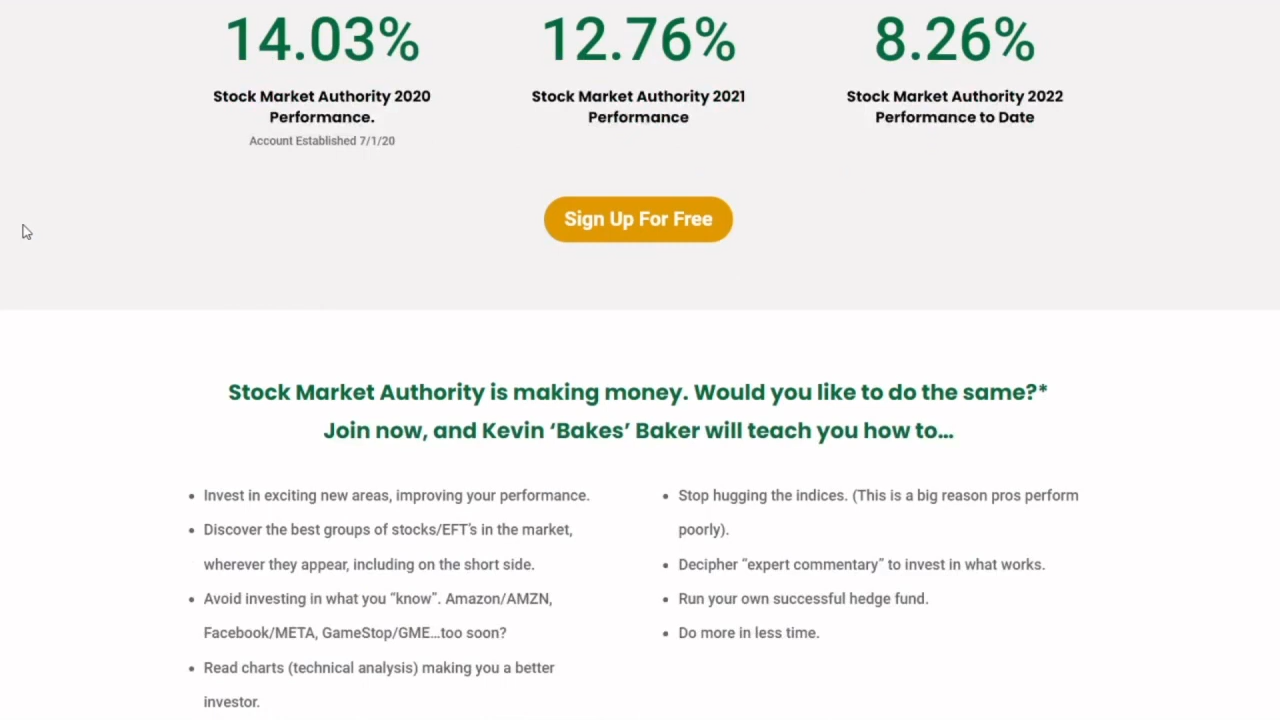 14.03%
12.76%
8.26%
Stock Market Authority 2020
Performance.
Account Established 7/1/20
Stock Market Authority 2021
Performance
Stock Market Authority 2022
Performance to Date
Sign Up For Free
Stock Market Authority is making money. Would you like to do the same?*
Join now, and Kevin ‘Bakes’ Baker will teach you how to...
• Invest in exciting new areas, improving your performance.
• Discover the best groups of stocks/EFT’s in the market,
wherever they appear, including on the short side.
• Avoid investing in what you “know”. Amazon/AMZN,
Facebook/META, GameStop/GME...too soon?
• Read charts (technical analysis) making you a better
investor.
• Stop hugging the indices. (This is a big reason pros perform
poorly).
• Decipher “expert commentary” to invest in what works.
• Run your own successful hedge fund.
• Do more in less time.